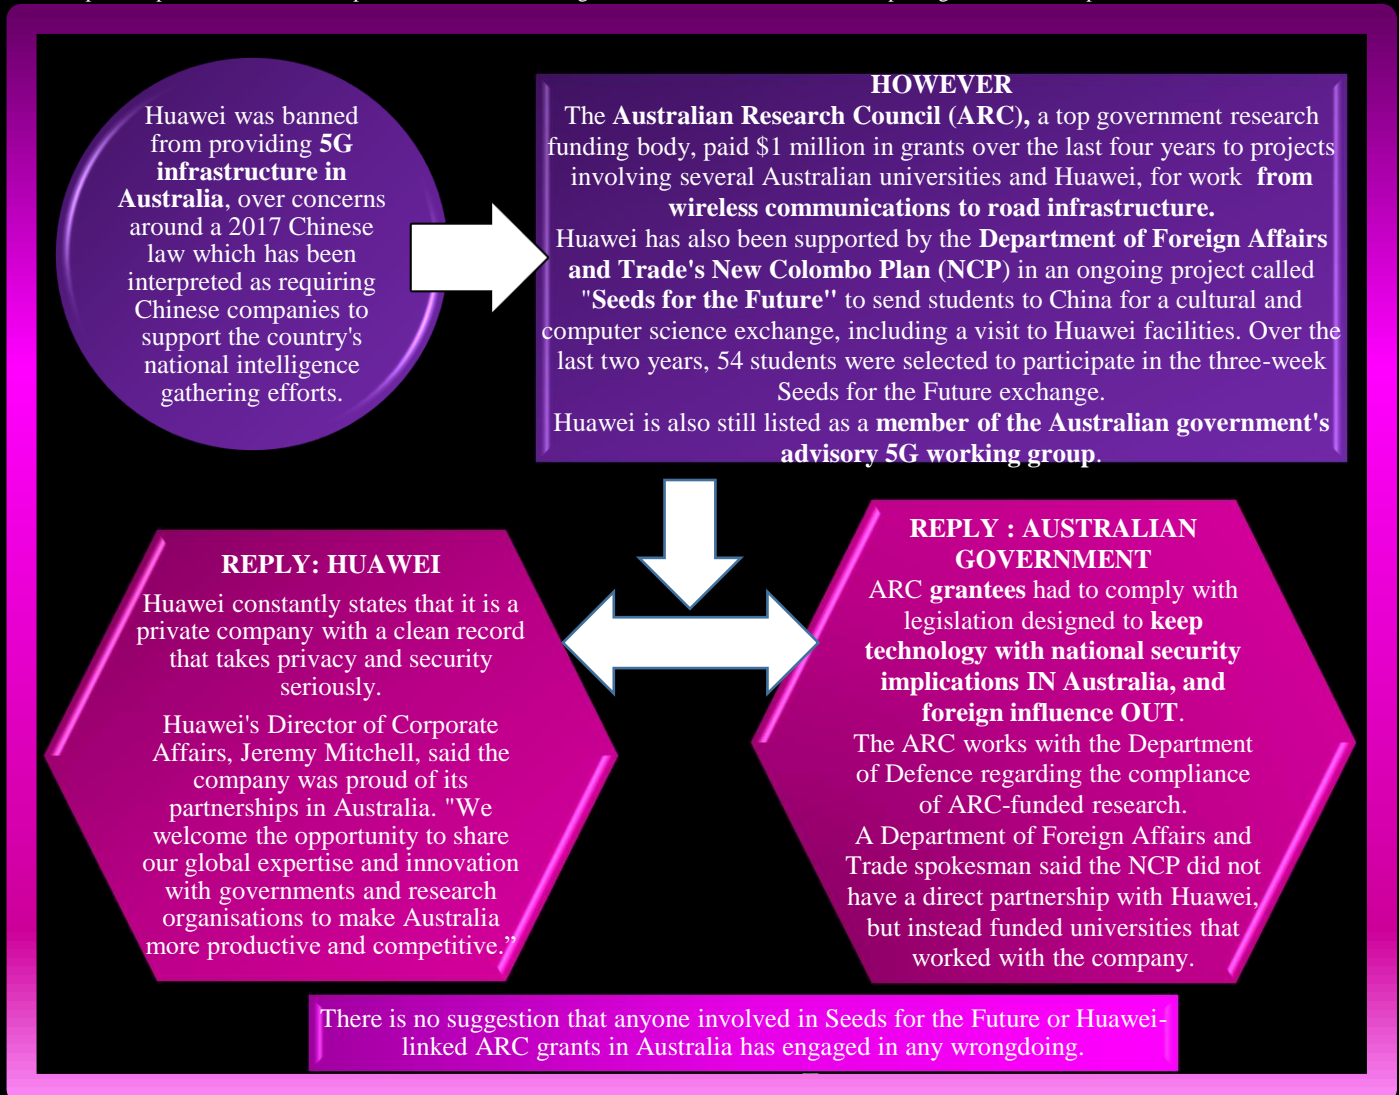 Huawei was banned
from providing 5G
infrastructure in
Australia, over concerns
around a 2017 Chinese
law which has been
interpreted as requiring
Chinese companies to
support the country's
national intelligence
gathering efforts.
HOWEVER
The Australian Research Council (ARC), a top government research
funding body, paid $1 million in grants over the last four years to projects
involving several Australian universities and Huawei, for work from
wireless communications to road infrastructure.
Huawei has also been supported by the Department of Foreign Affairs
and Trade's New Colombo Plan (NCP) in an ongoing project called
"Seeds for the Future" to send students to China for a cultural and
computer science exchange, including a visit to Huawei facilities. Over the
last two years, 54 students were selected to participate in the three-week
Seeds for the Future exchange.
Huawei is also still listed as a member of the Australian government's
advisory 5G working group.
REPLY: HUAWEI
Huawei constantly states that it is a
private company with a clean record
that takes privacy and security
seriously.
Huawei's Director of Corporate
Affairs, Jeremy Mitchell, said the
company was proud of its
partnerships in Australia. "We
welcome the opportunity to share
our global expertise and innovation
with governments and research
organisations to make Australia
more productive and competitive.”
REPLY : AUSTRALIAN
GOVERNMENT
ARC grantees had to comply with
legislation designed to keep
technology with national security
implications IN Australia, and
foreign influence OUT.
The ARC works with the Department
of Defence regarding the compliance
of ARC-funded research.
A Department of Foreign Affairs and
Trade spokesman said the NCP did not
have a direct partnership with Huawei,
but instead funded universities that
worked with the company.
There is no suggestion that anyone involved in Seeds for the Future or Huawei-
linked ARC grants in Australia has engaged in any wrongdoing.